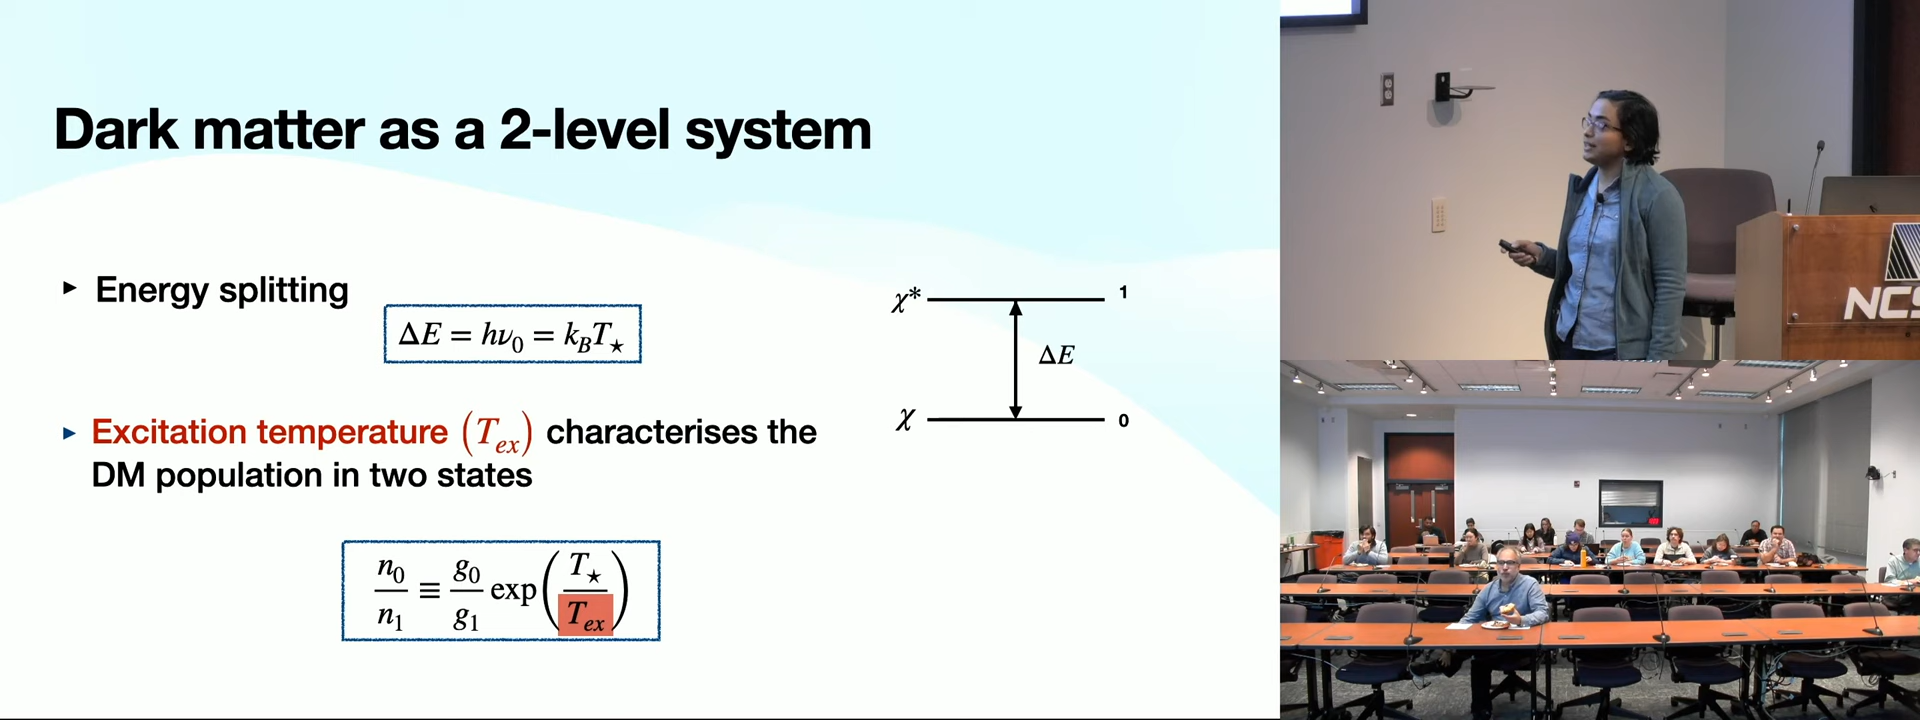 Dark matter as a 2-level system
▸ Energy splitting
ΔE = hν₀ = k_B T_★
▸ Excitation temperature (T_ex) characterises the
DM population in two states
n₀/n₁ ≡ g₀/g₁ exp(T_★/T_ex)
χ* 1
ΔE
χ 0